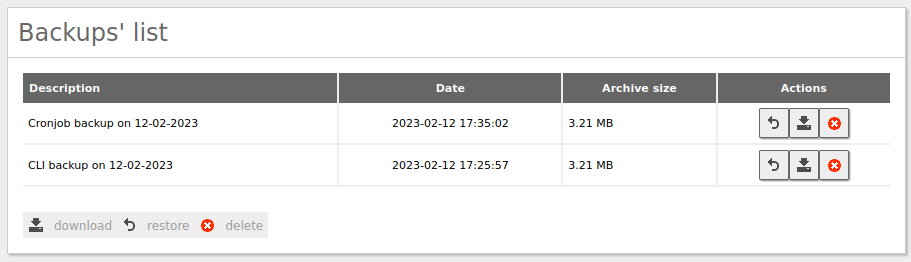 Backups' list
Description Date Archive size Actions
Cronjob backup on 12-02-2023 2023-02-12 17:35:02 3.21 MB
CLI backup on 12-02-2023 2023-02-12 17:25:57 3.21 MB
download restore delete